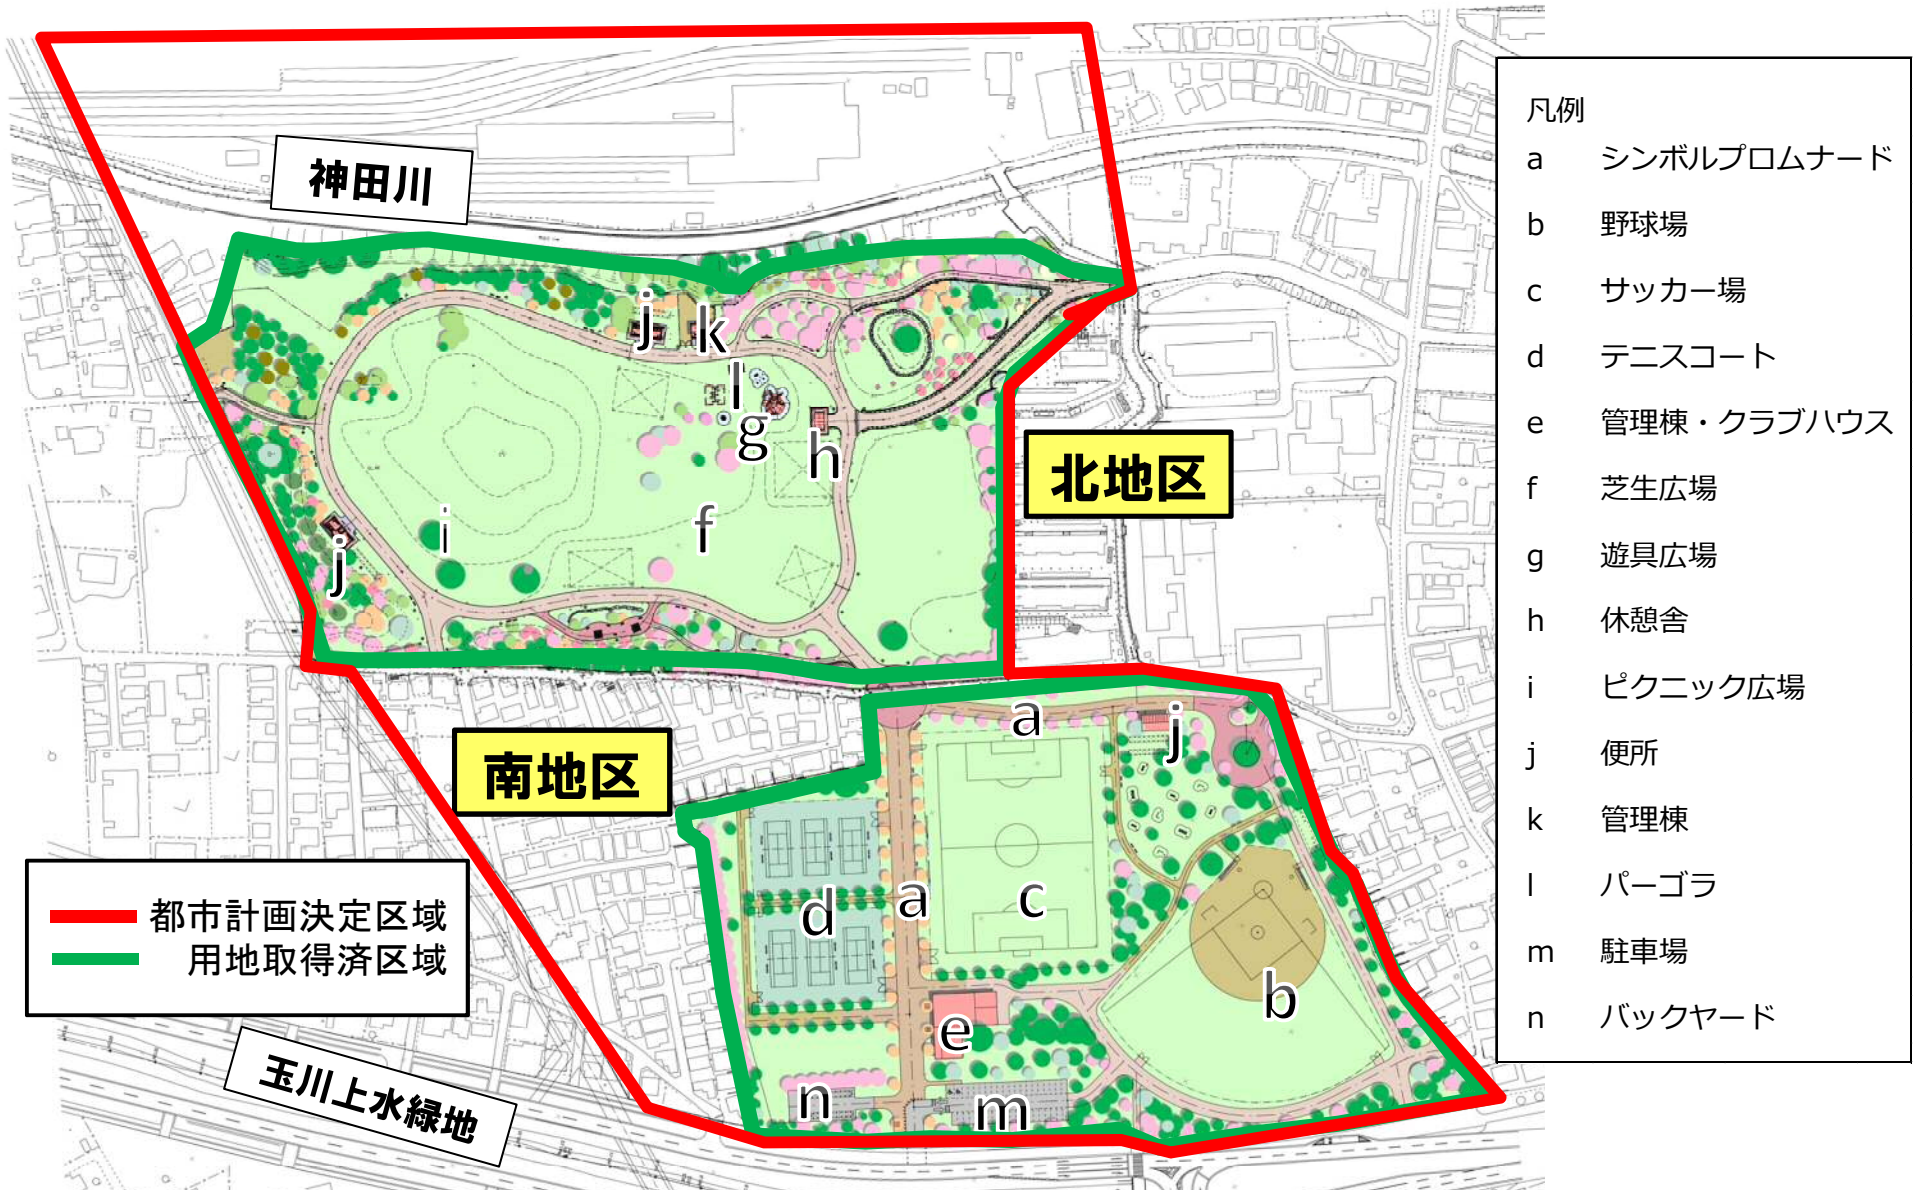 神田川
j
k
l
g
h
北地区
i
f
j
a
j
南地区
d
a
c
b
e
n
m
都市計画決定区域
用地取得済区域
玉川上水緑地
凡例
a シンボルプロムナード
b 野球場
c サッカー場
d テニスコート
e 管理棟・クラブハウス
f 芝生広場
g 遊具広場
h 休憩舎
i ピクニック広場
j 便所
k 管理棟
l パーゴラ
m 駐車場
n バックヤード